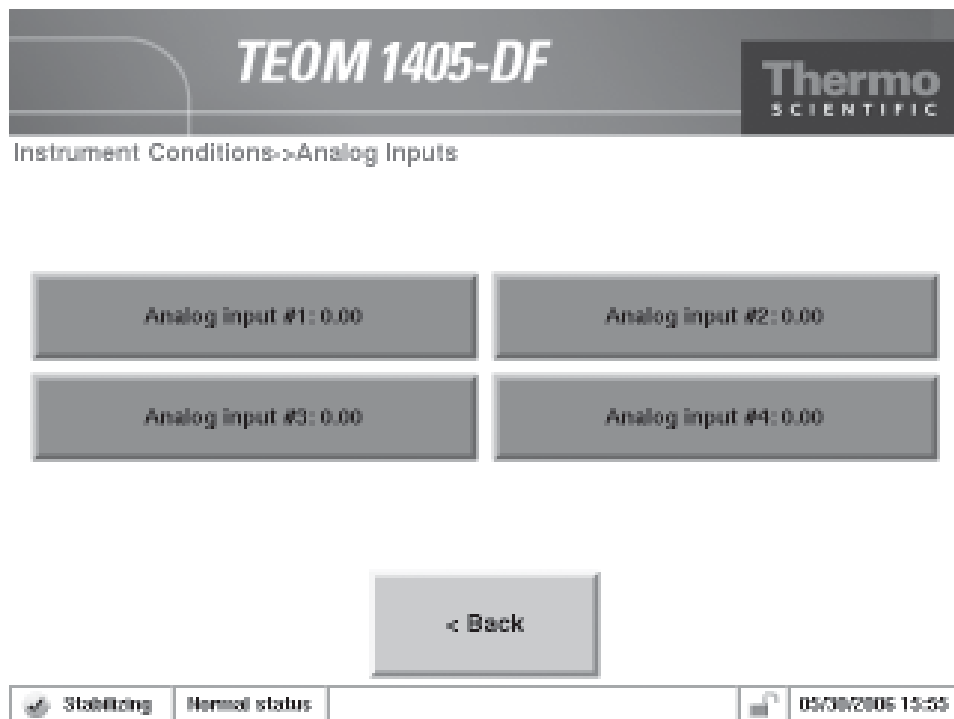 TEOM 1405-DF
Thermo
SCIENTIFIC
Instrument Conditions->Analog Inputs
Analog input #1: 0.00
Analog input #2: 0.00
Analog input #3: 0.00
Analog input #4: 0.00
< Back
Stabilizing
Normal status
05/30/2006 15:55